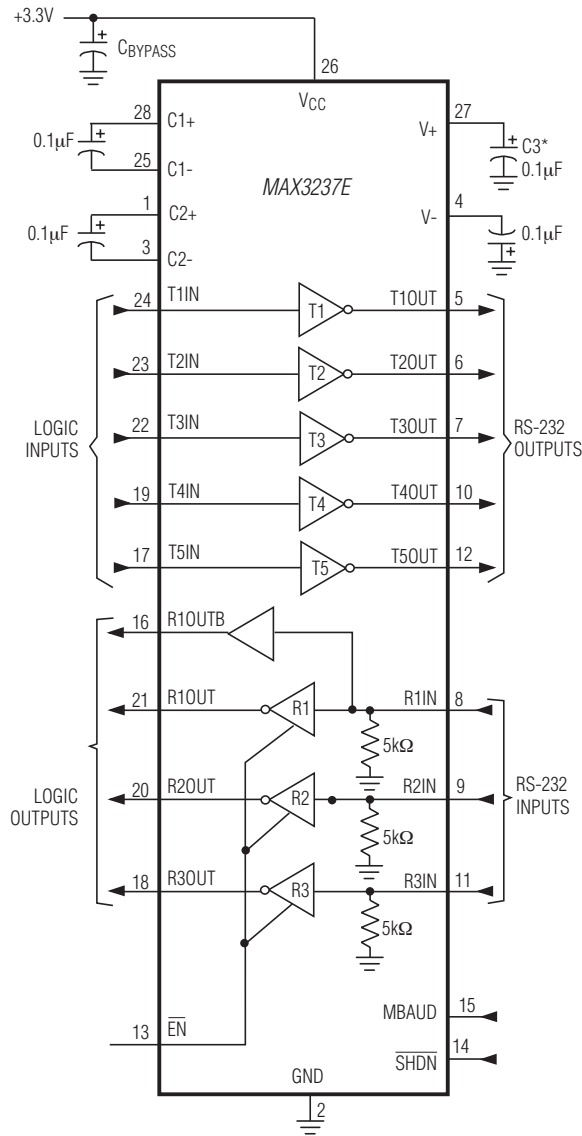 +3.3V
+
CBYPASS
26
VCC
28
C1+
0.1µF
+
25
C1-
1
C2+
0.1µF
+
3
C2-
MAX3237E
27
V+
+
C3*
0.1µF
4
V-
0.1µF
+
24
T1IN
T1
T1OUT
5
23
T2IN
T2
T2OUT
6
22
T3IN
T3
T3OUT
7
19
T4IN
T4
T4OUT
10
17
T5IN
T5
T5OUT
12
LOGIC
INPUTS
RS-232
OUTPUTS
16
R1OUTB
21
R1OUT
R1
R1IN
8
5kΩ
20
R2OUT
R2
R2IN
9
5kΩ
18
R3OUT
R3
R3IN
11
5kΩ
LOGIC
OUTPUTS
RS-232
INPUTS
13
EN
MBAUD
15
SHDN
14
GND
2